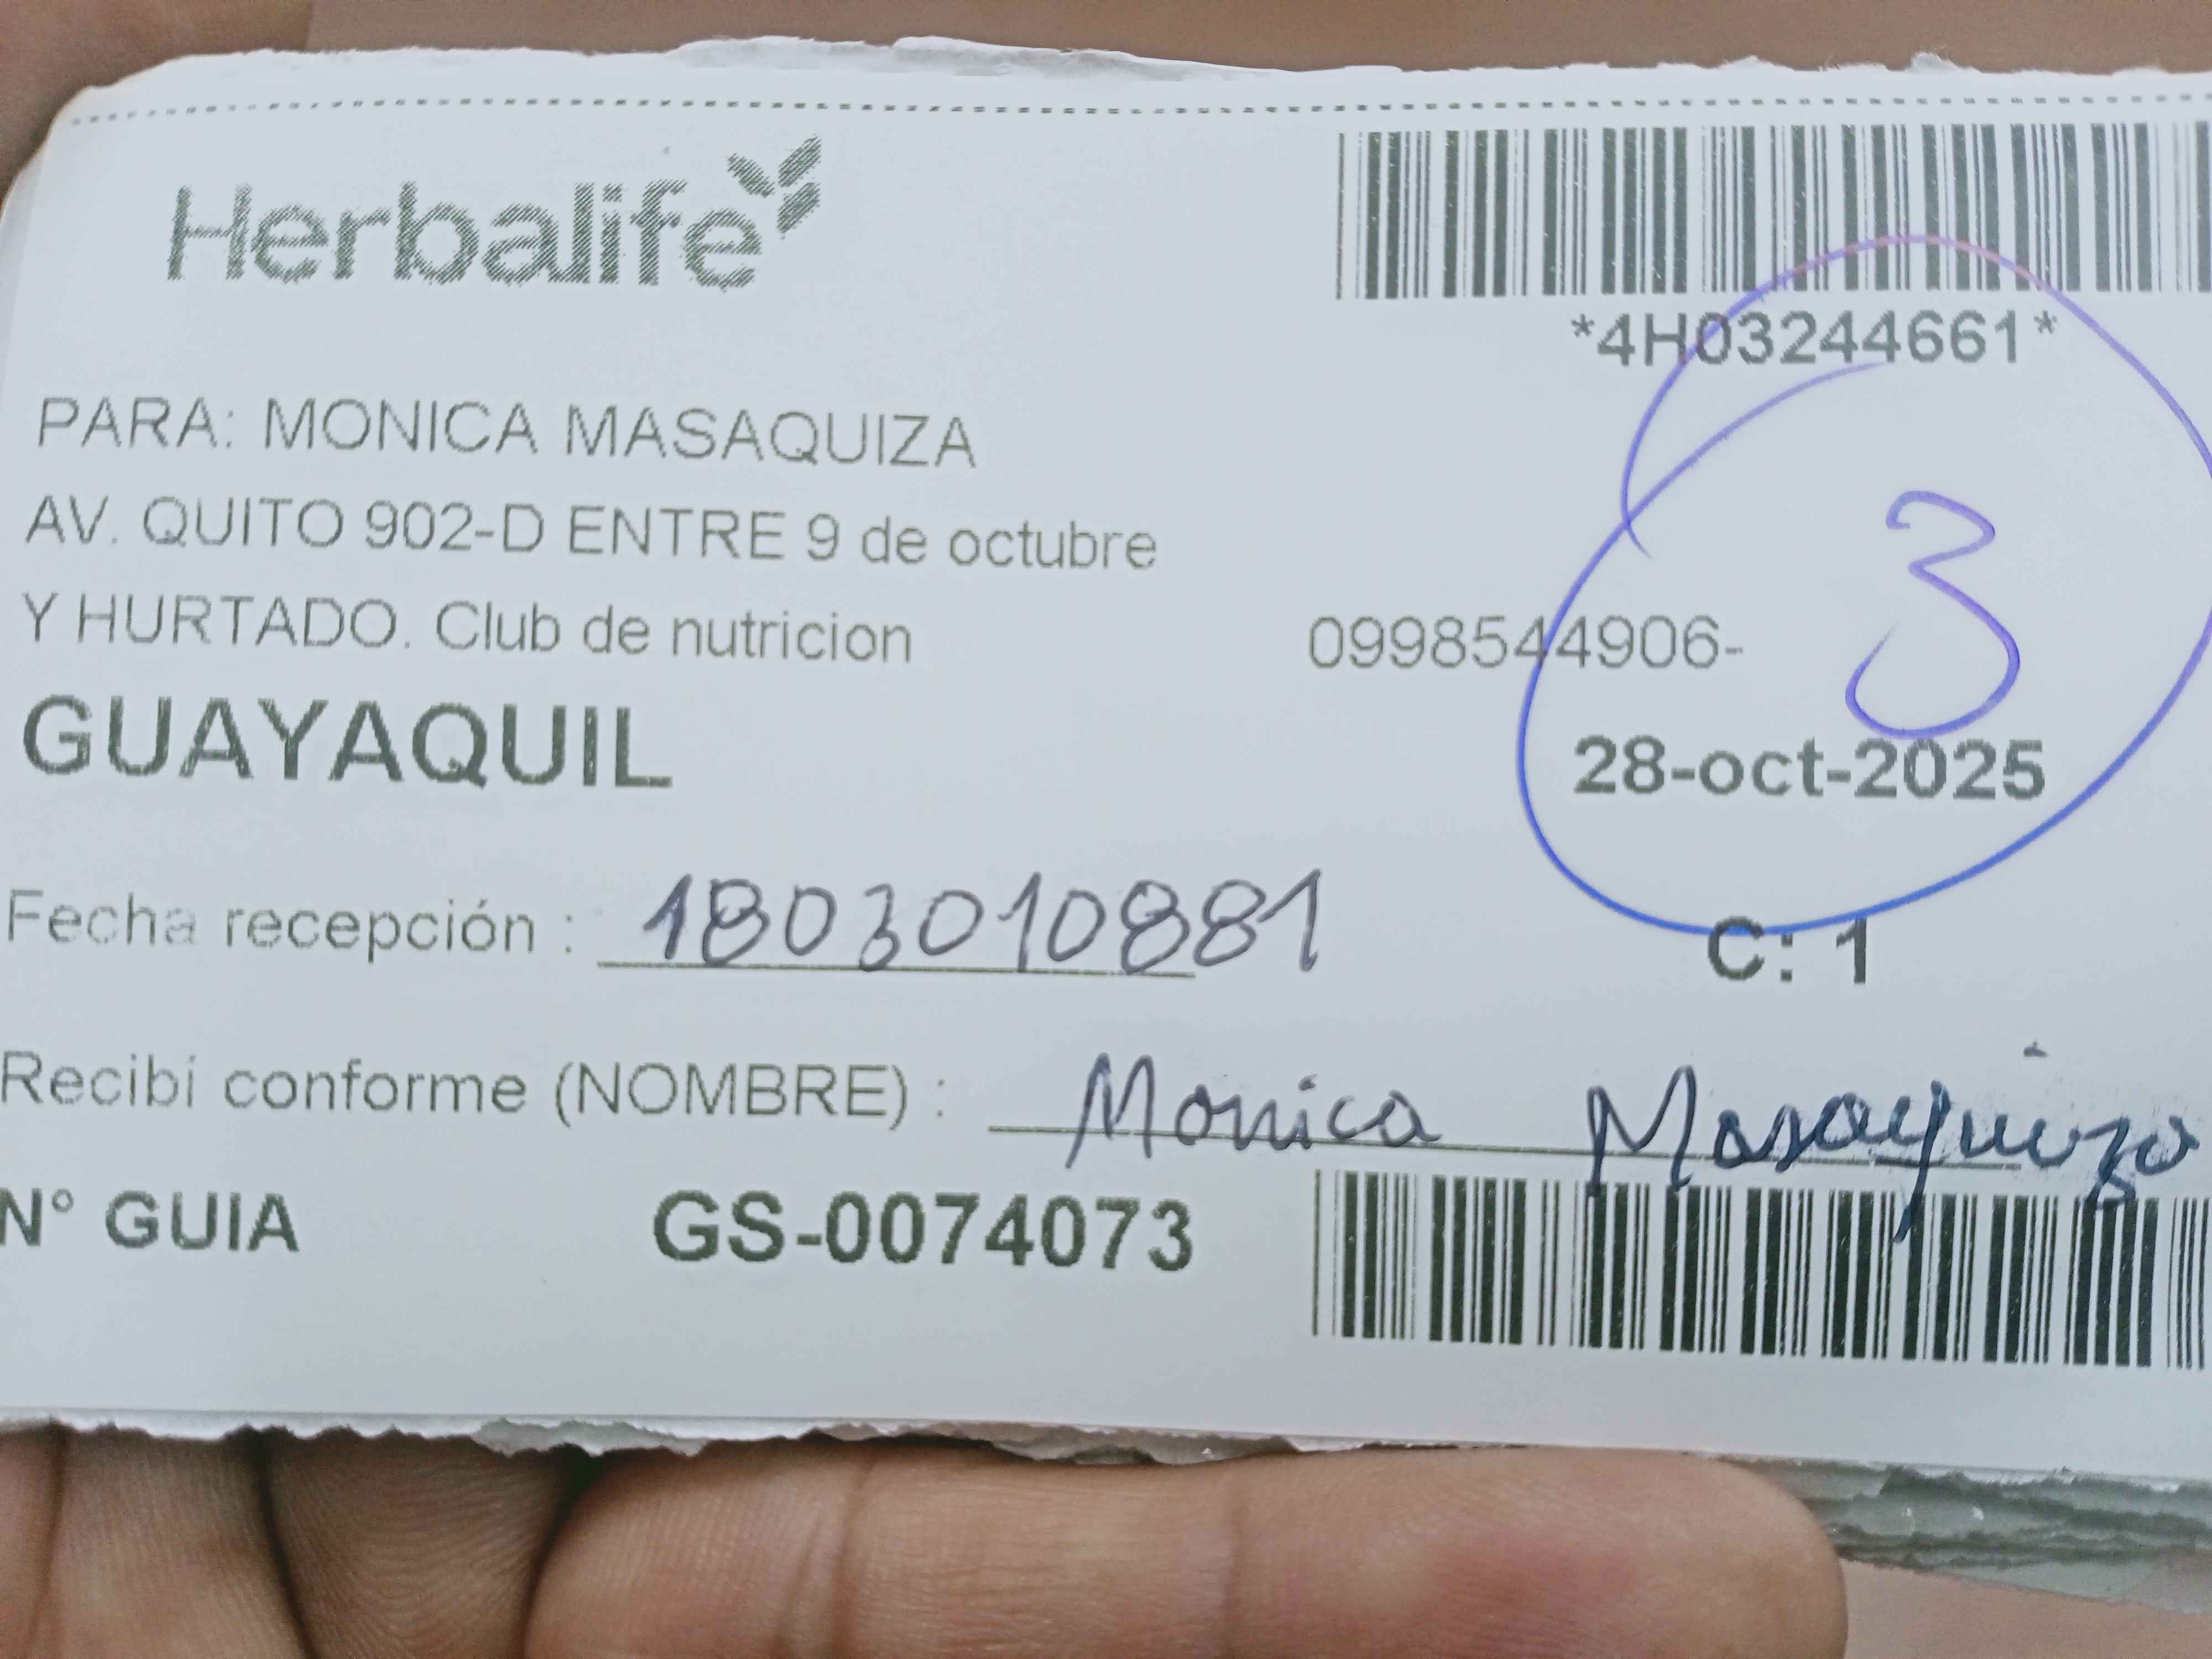 Herbalife
*4H03244661*
PARA: MONICA MASAQUIZA
AV. QUITO 902-D ENTRE 9 de octubre
Y HURTADO. Club de nutricion
0998544906-
3
GUAYAQUIL
28-oct-2025
Fecha recepción : 1803010881
C: 1
Recibí conforme (NOMBRE) : Monica Masaquiza
N° GUIA GS-0074073